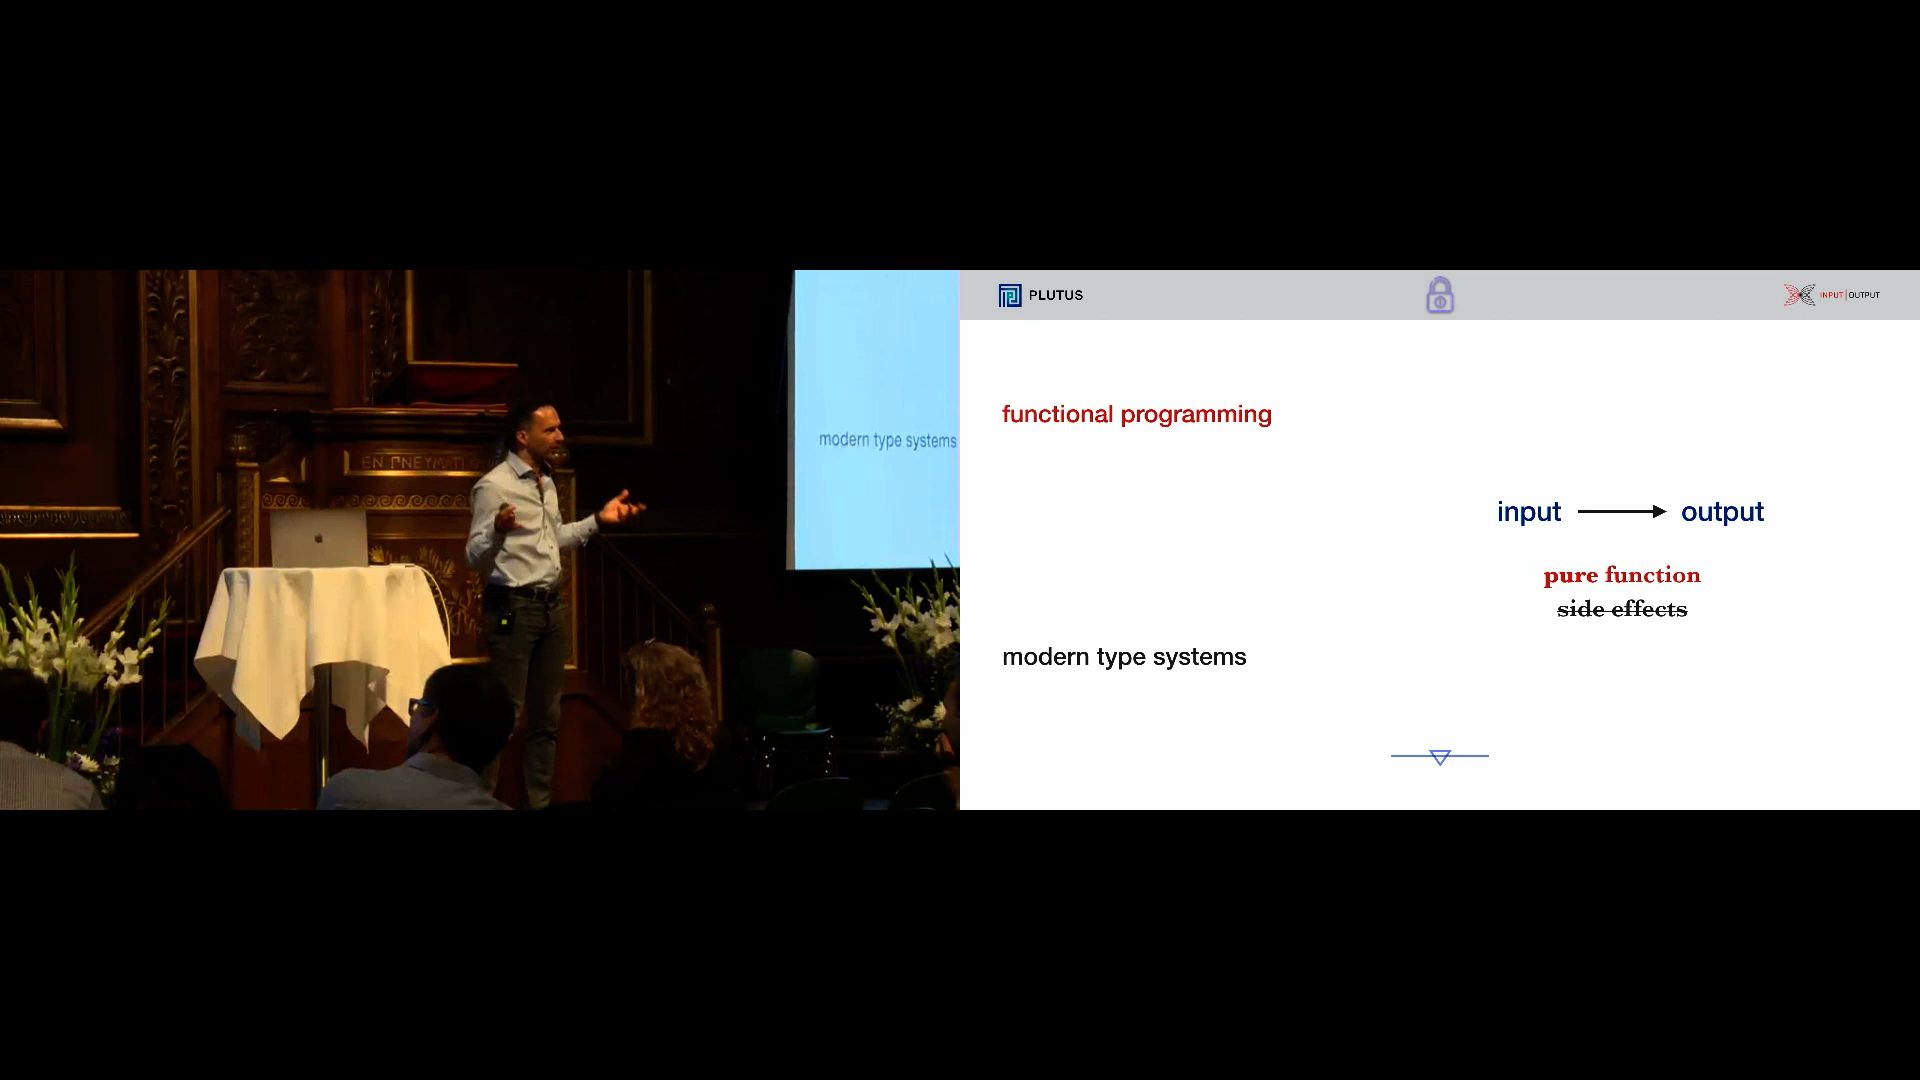 EN PNEYMATI
modern type systems
PLUTUS
INPUT | OUTPUT
functional programming
input → output
pure function
side effects
modern type systems